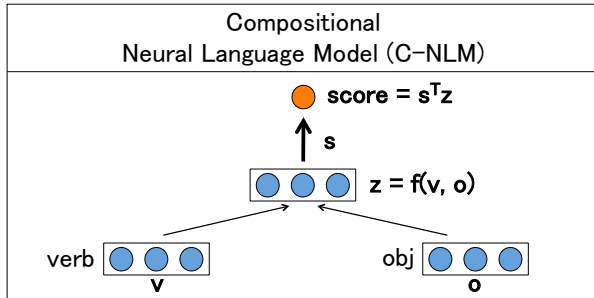 Compositional
Neural Language Model (C-NLM)
score = sᵀz
s
z = f(v, o)
verb
obj
v
o